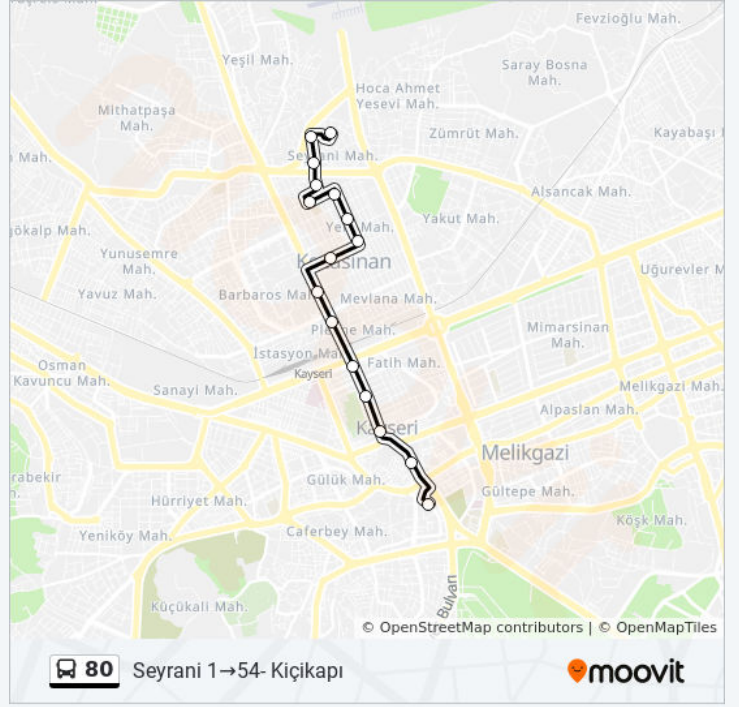 Fevzioğlu Mah.
Yeşil Mah.
Saray Bosna
Mah.
Hoca Ahmet
Yesevi Mah.
Mithatpaşa
Mah.
Zümrüt Mah.
Kayabaşı
Mah.
Seyrani Mah.
Alsancak Mah.
Yakut Mah.
gökalp Mah.
Yunusemre
Mah.
Kocasinan
Uğurevler M
Yavuz Mah.
Barbaros Mah.
Mevlana Mah.
Mimarsinan
Mah.
İstasyon Mah.
Fatih Mah.
Kayseri
Osman
Kavuncu Mah.
Sanayi Mah.
Melikgazi Mah.
Alpaslan Mah.
Kayseri
Melikgazi
rabekir
Gülük Mah.
Gültepe Mah.
Hürriyet Mah.
Köşk Mah.
Yeniköy Mah.
Caferbey Mah.
Küçükali Mah.
Bulvarı
© OpenStreetMap contributors | © OpenMapTiles
80 Seyrani 1→54- Kiçikapı
moovit